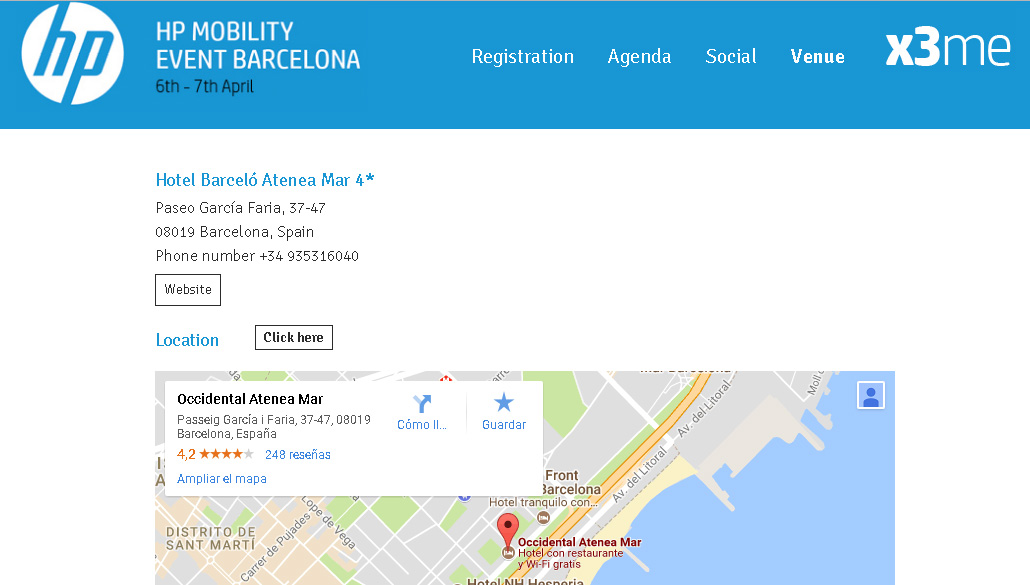 hp
HP MOBILITY
EVENT BARCELONA
6th - 7th April
Registration
Agenda
Social
Venue
x3me
Hotel Barceló Atenea Mar 4*
Paseo García Faria, 37-47
08019 Barcelona, Spain
Phone number +34 935316040
Website
Location
Click here
Occidental Atenea Mar
Passeig García i Faria, 37-47, 08019
Barcelona, España
4,2
248 reseñas
Ampliar el mapa
Cómo ll...
Guardar
Av. del Litoral
Av. del Litoral
Moll
Front
Barcelona
Hotel tranquilo con...
Occidental Atenea Mar
Hotel con restaurante
y Wi-Fi gratis
DISTRITO DE
SANT MARTÍ
Lope de Vega
Carrer de Pujades
Hotel NH Hesperia